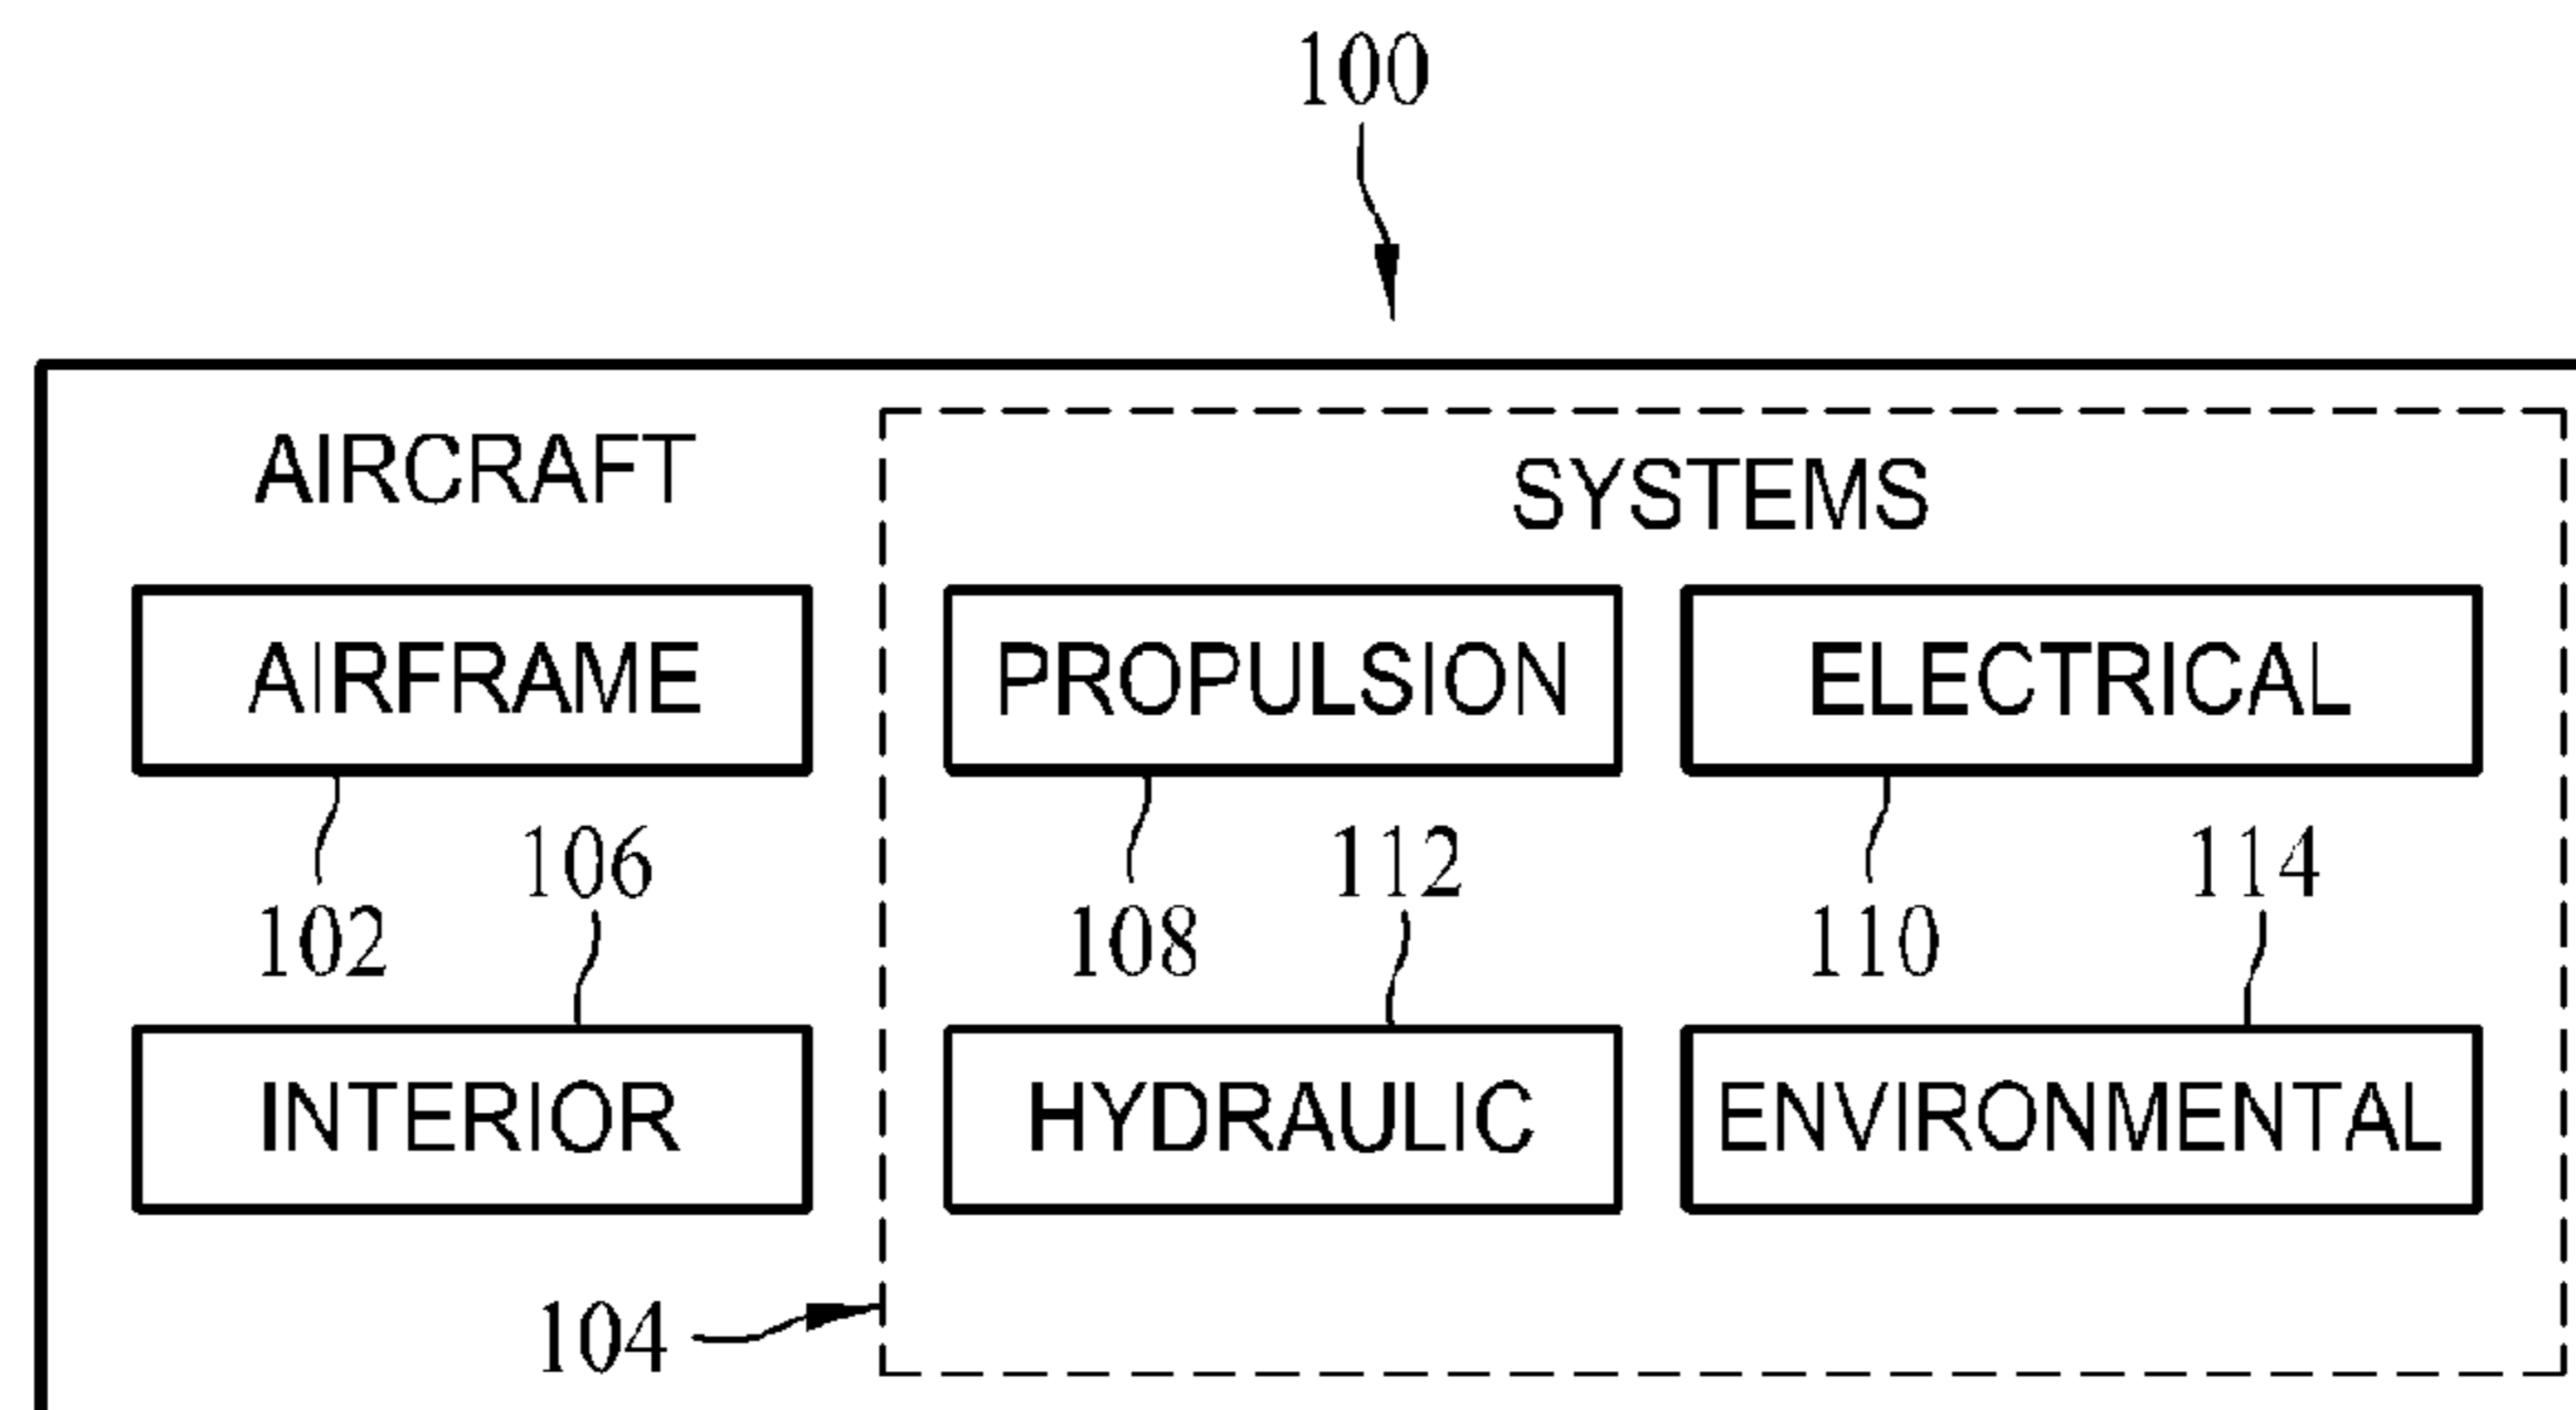 100
AIRCRAFT
SYSTEMS
AIRFRAME
PROPULSION
ELECTRICAL
106
112
114
102
108
110
INTERIOR
HYDRAULIC
ENVIRONMENTAL
104